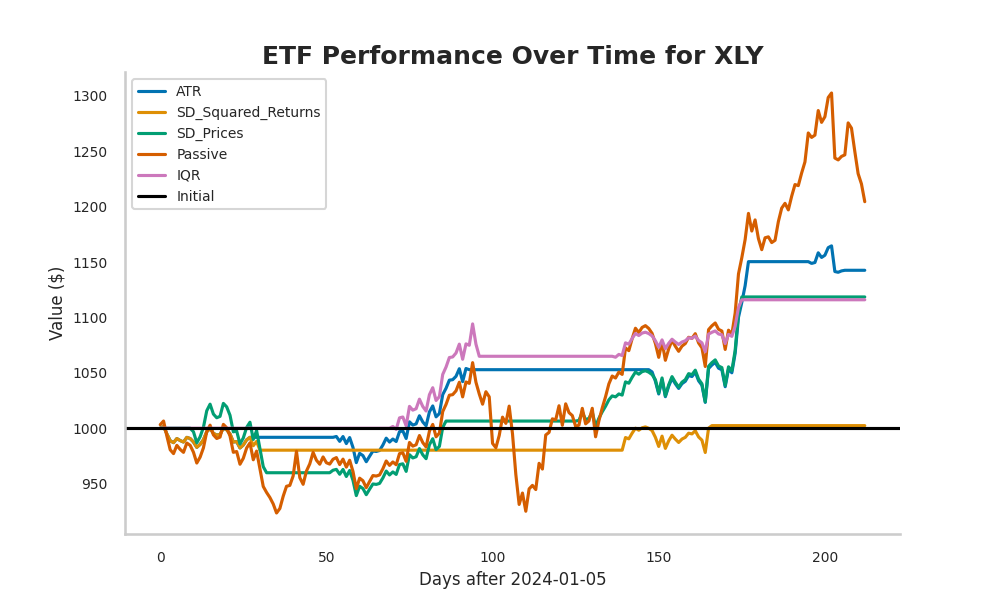 ETF Performance Over Time for XLY
ATR
SD_Squared_Returns
SD_Prices
Passive
IQR
Initial
1300
1250
1200
1150
1100
1050
1000
950
Value ($)
0 50 100 150 200
Days after 2024-01-05